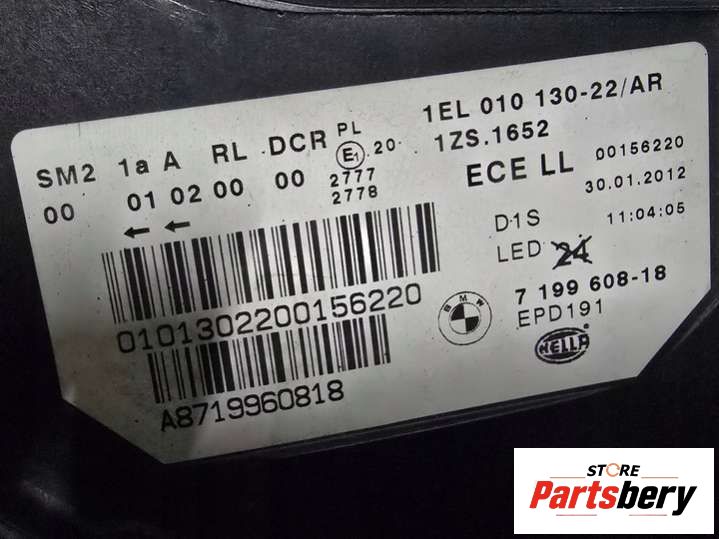 SM2 1a A RL DCR PL
00 01 02 00 00 E1 20
2777
2778
1EL 010 130-22/AR
1ZS.1652
ECE LL 00156220
30.01.2012
D1S 11:04:05
LED 24
0101302200156220
A8719960818
BMW
7 199 608-18
EPD191
HELLA
STORE
Partsbery